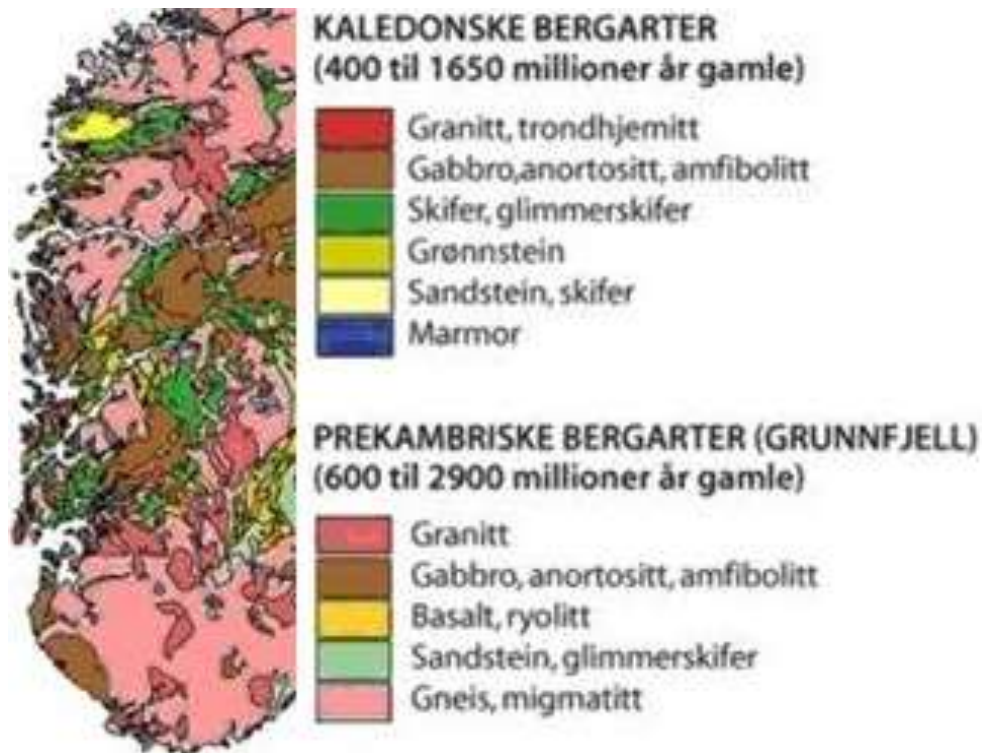 KALEDONSKE BERGARTER
(400 til 1650 millioner år gamle)
Granitt, trondhjemitt
Gabbro,anortositt, amfibolitt
Skifer, glimmerskifer
Grønnstein
Sandstein, skifer
Marmor
PREKAMBRISKE BERGARTER (GRUNNFJELL)
(600 til 2900 millioner år gamle)
Granitt
Gabbro, anortositt, amfibolitt
Basalt, ryolitt
Sandstein, glimmerskifer
Gneis, migmatitt